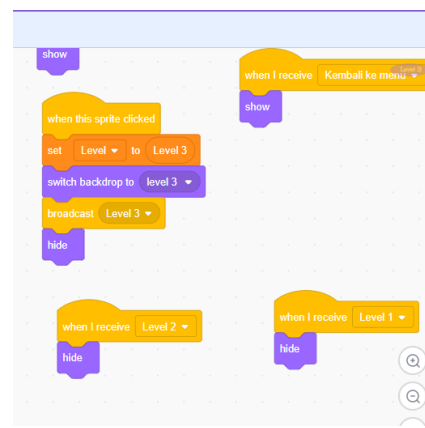 show
when I receive Kembali ke menu
show
when this sprite clicked
set Level to Level 3
switch backdrop to level 3
broadcast Level 3
hide
when I receive Level 2
hide
when I receive Level 1
hide